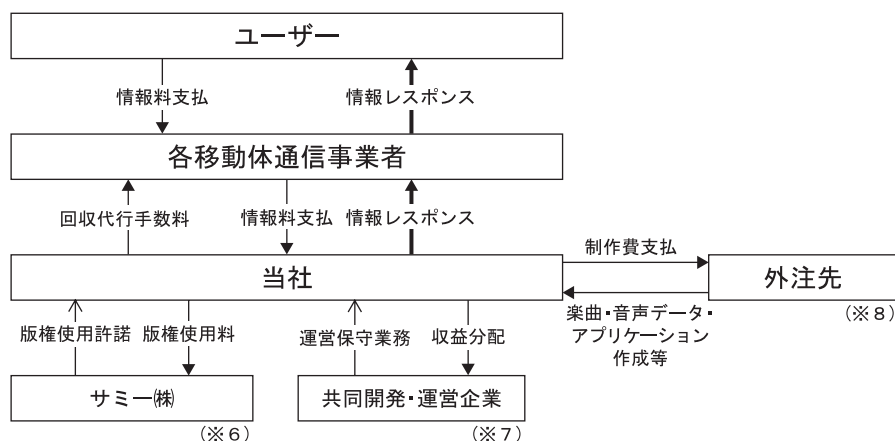 ユーザー
情報料支払
情報レスポンス
各移動体通信事業者
回収代行手数料
情報料支払
情報レスポンス
制作費支払
当社
外注先
(※8)
楽曲・音声データ・
アプリケーション
作成等
版権使用許諾
版権使用料
運営保守業務
収益分配
サミー㈱
共同開発・運営企業
(※6)
(※7)